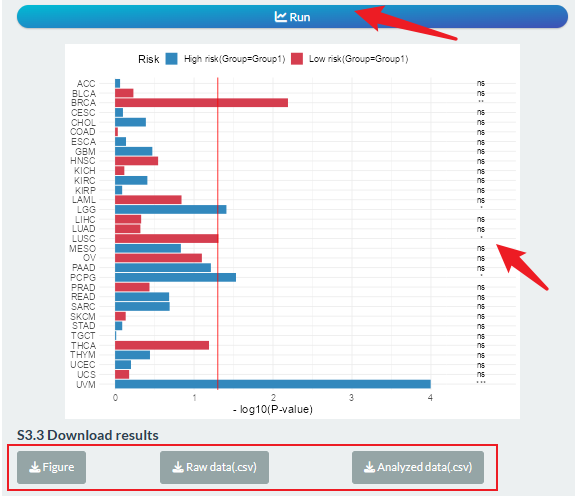 Run
Risk High risk(Group=Group1) Low risk(Group=Group1)
ACC ns
BLCA ns
BRCA **
CESC ns
CHOL ns
COAD ns
ESCA ns
GBM ns
HNSC ns
KICH ns
KIRC ns
KIRP ns
LAML ns
LGG *
LIHC ns
LUAD ns
LUSC *
MESO ns
OV ns
PAAD ns
PCPG *
PRAD ns
READ ns
SARC ns
SKCM ns
STAD ns
TGCT ns
THCA ns
THYM ns
UCEC ns
UCS ns
UVM ***
0 1 2 3 4
- log10(P-value)
S3.3 Download results
Figure Raw data(.csv) Analyzed data(.csv)